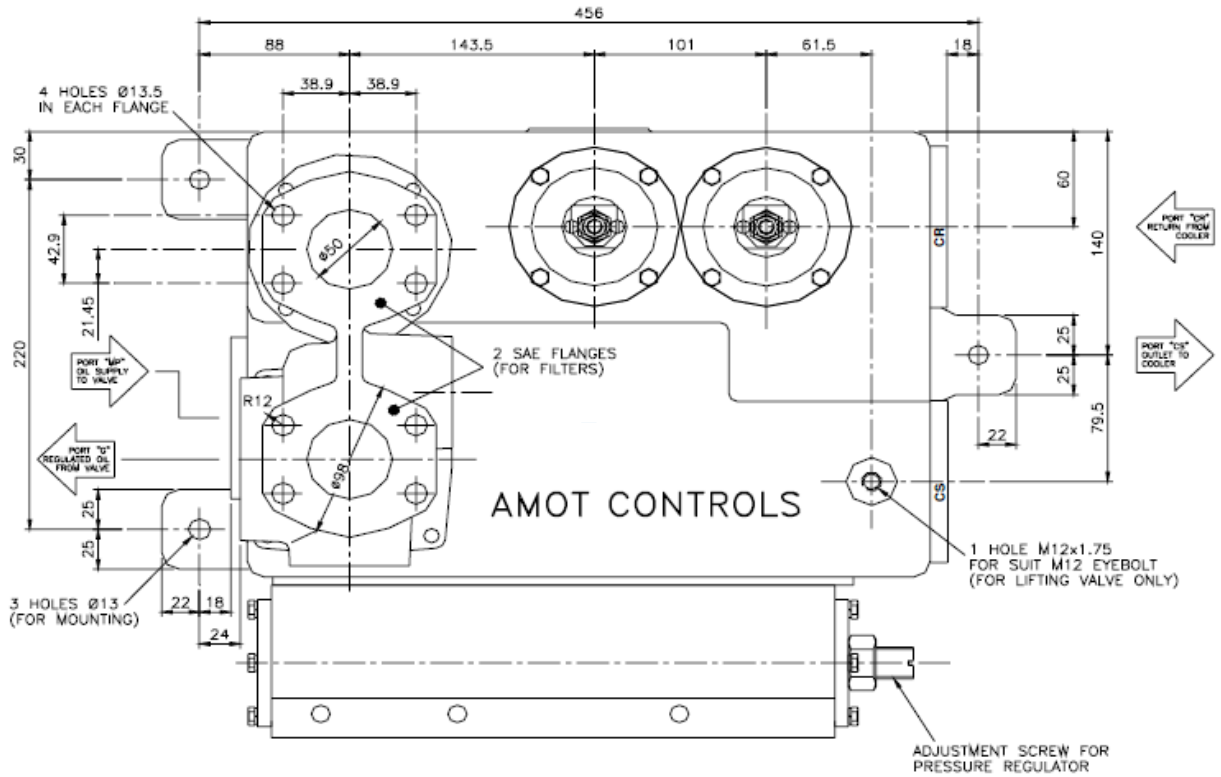 456
88
143.5
101
61.5
18
38.9
38.9
4 HOLES Ø13.5
IN EACH FLANGE
30
60
140
42.9
Ø50
21.45
220
CR
PORT "CR"
RETURN FROM
COOLER
25
25
PORT "CS"
OUTLET TO
COOLER
2 SAE FLANGES
(FOR FILTERS)
PORT "MP"
OIL SUPPLY
TO VALVE
R12
22
79.5
PORT "G"
REGULATED OIL
FROM VALVE
Ø98
AMOT CONTROLS
CS
25
25
1 HOLE M12x1.75
FOR SUIT M12 EYEBOLT
(FOR LIFTING VALVE ONLY)
3 HOLES Ø13
(FOR MOUNTING)
22
18
24
ADJUSTMENT SCREW FOR
PRESSURE REGULATOR